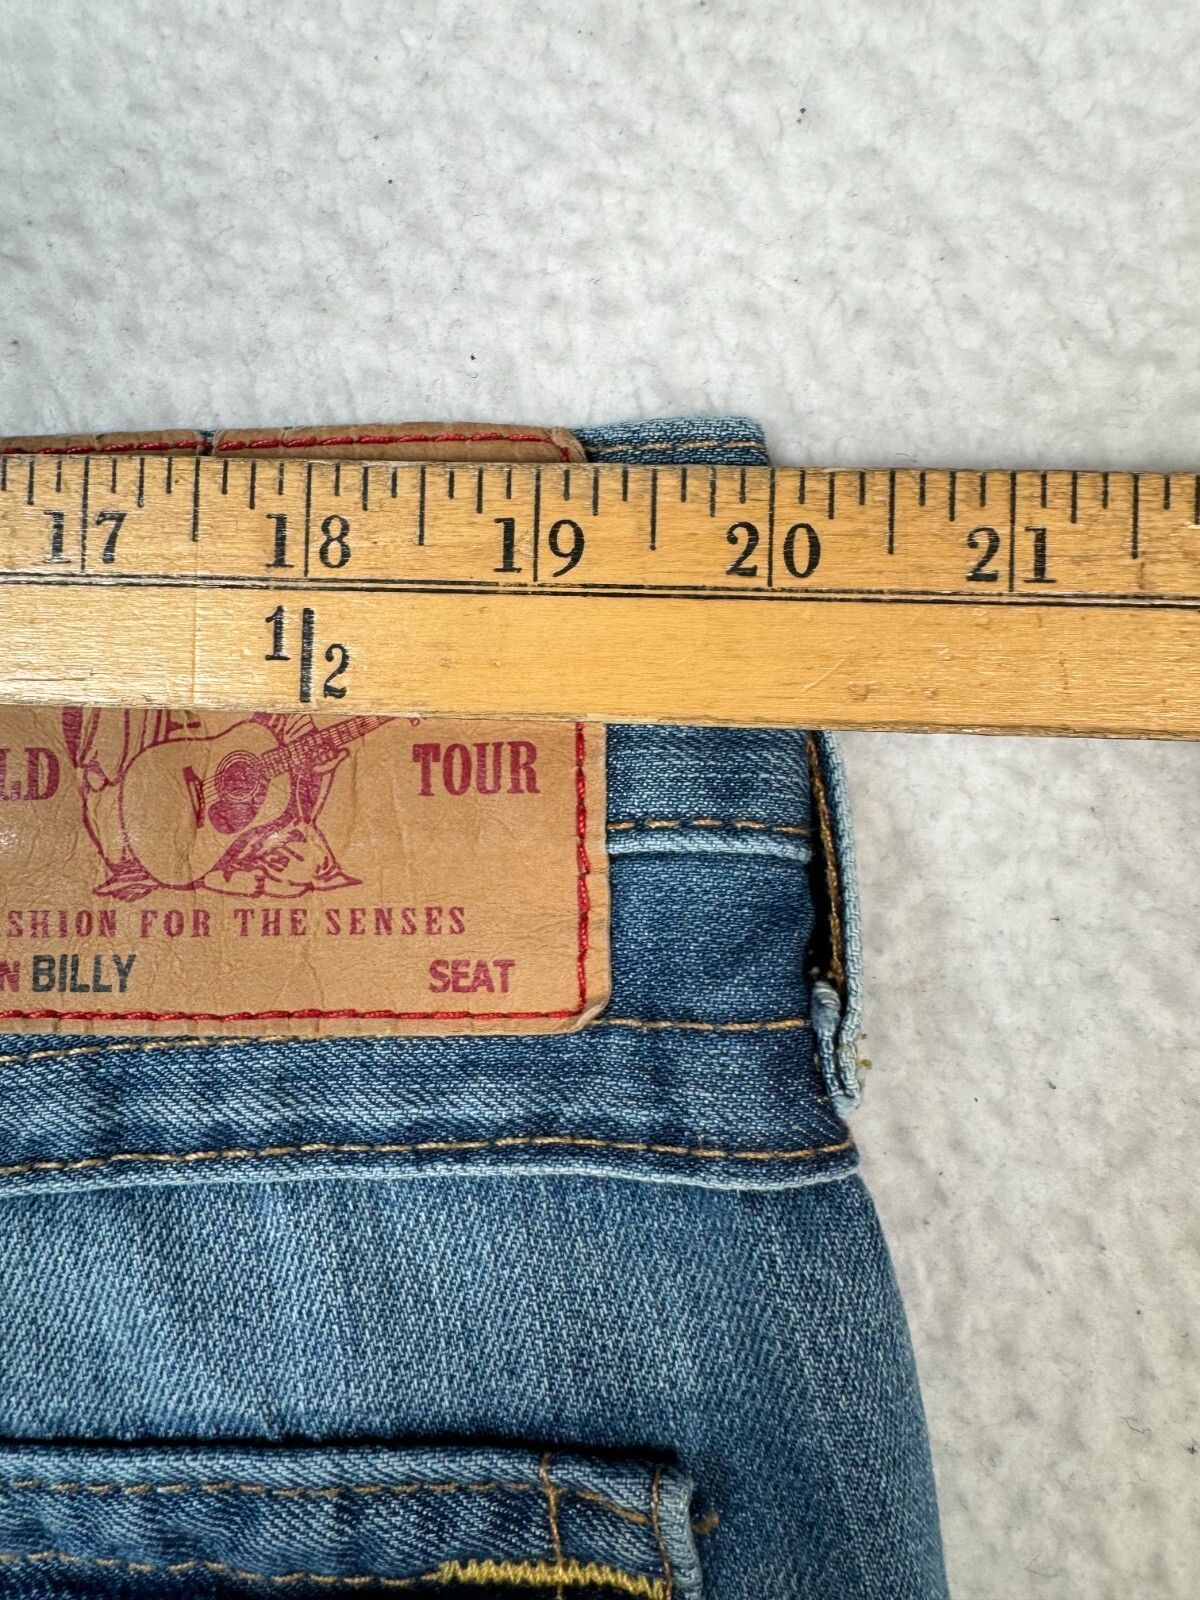 17 18 19 20 21
1/2
LD TOUR
SHION FOR THE SENSES
N BILLY SEAT